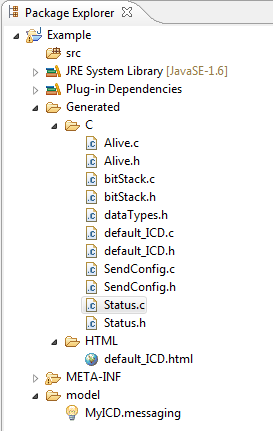 Package Explorer
Example
src
JRE System Library [JavaSE-1.6]
Plug-in Dependencies
Generated
C
Alive.c
Alive.h
bitStack.c
bitStack.h
dataTypes.h
default_ICD.c
default_ICD.h
SendConfig.c
SendConfig.h
Status.c
Status.h
HTML
default_ICD.html
META-INF
model
MyICD.messaging